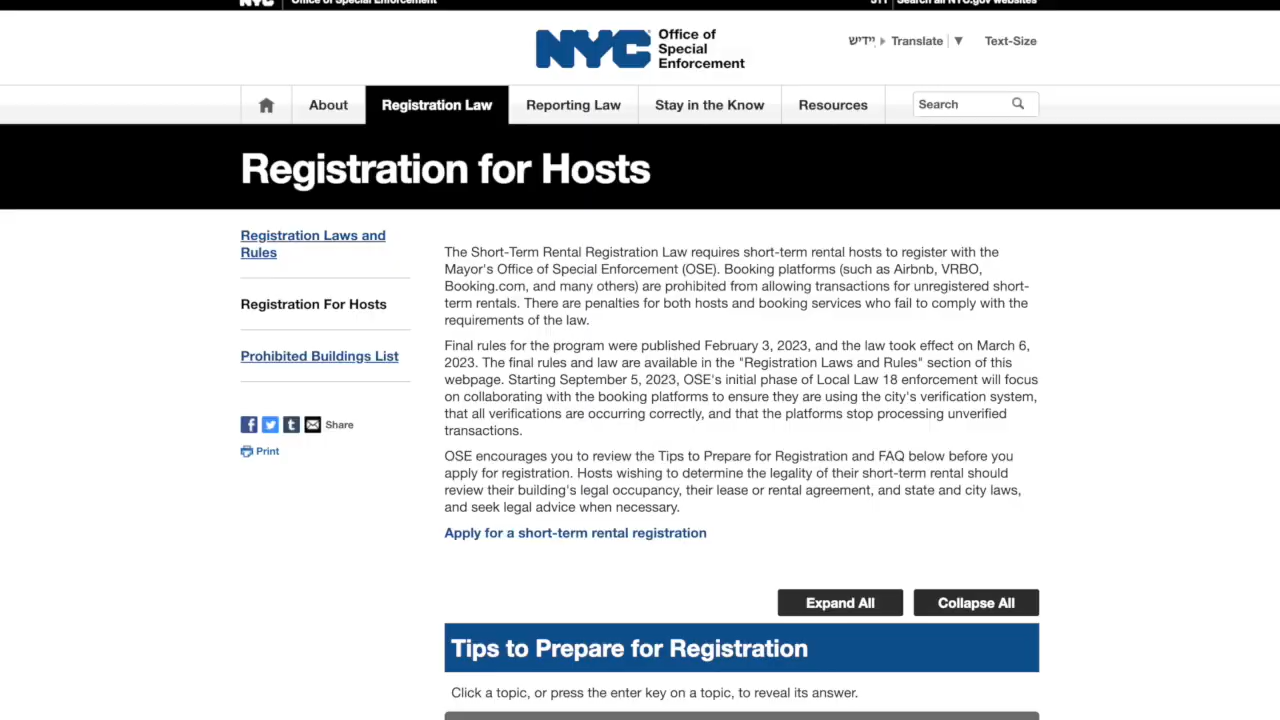 NYC Office of Special Enforcement 311 Search all NYC.gov websites
NYC
Office of
Special
Enforcement
ייִדיש Translate ▼ Text-Size
About Registration Law Reporting Law Stay in the Know Resources Search
Registration for Hosts
Registration Laws and
Rules
Registration For Hosts
Prohibited Buildings List
Share
Print
The Short-Term Rental Registration Law requires short-term rental hosts to register with the
Mayor's Office of Special Enforcement (OSE). Booking platforms (such as Airbnb, VRBO,
Booking.com, and many others) are prohibited from allowing transactions for unregistered short-
term rentals. There are penalties for both hosts and booking services who fail to comply with the
requirements of the law.
Final rules for the program were published February 3, 2023, and the law took effect on March 6,
2023. The final rules and law are available in the "Registration Laws and Rules" section of this
webpage. Starting September 5, 2023, OSE's initial phase of Local Law 18 enforcement will focus
on collaborating with the booking platforms to ensure they are using the city's verification system,
that all verifications are occurring correctly, and that the platforms stop processing unverified
transactions.
OSE encourages you to review the Tips to Prepare for Registration and FAQ below before you
apply for registration. Hosts wishing to determine the legality of their short-term rental should
review their building's legal occupancy, their lease or rental agreement, and state and city laws,
and seek legal advice when necessary.
Apply for a short-term rental registration
Expand All Collapse All
Tips to Prepare for Registration
Click a topic, or press the enter key on a topic, to reveal its answer.